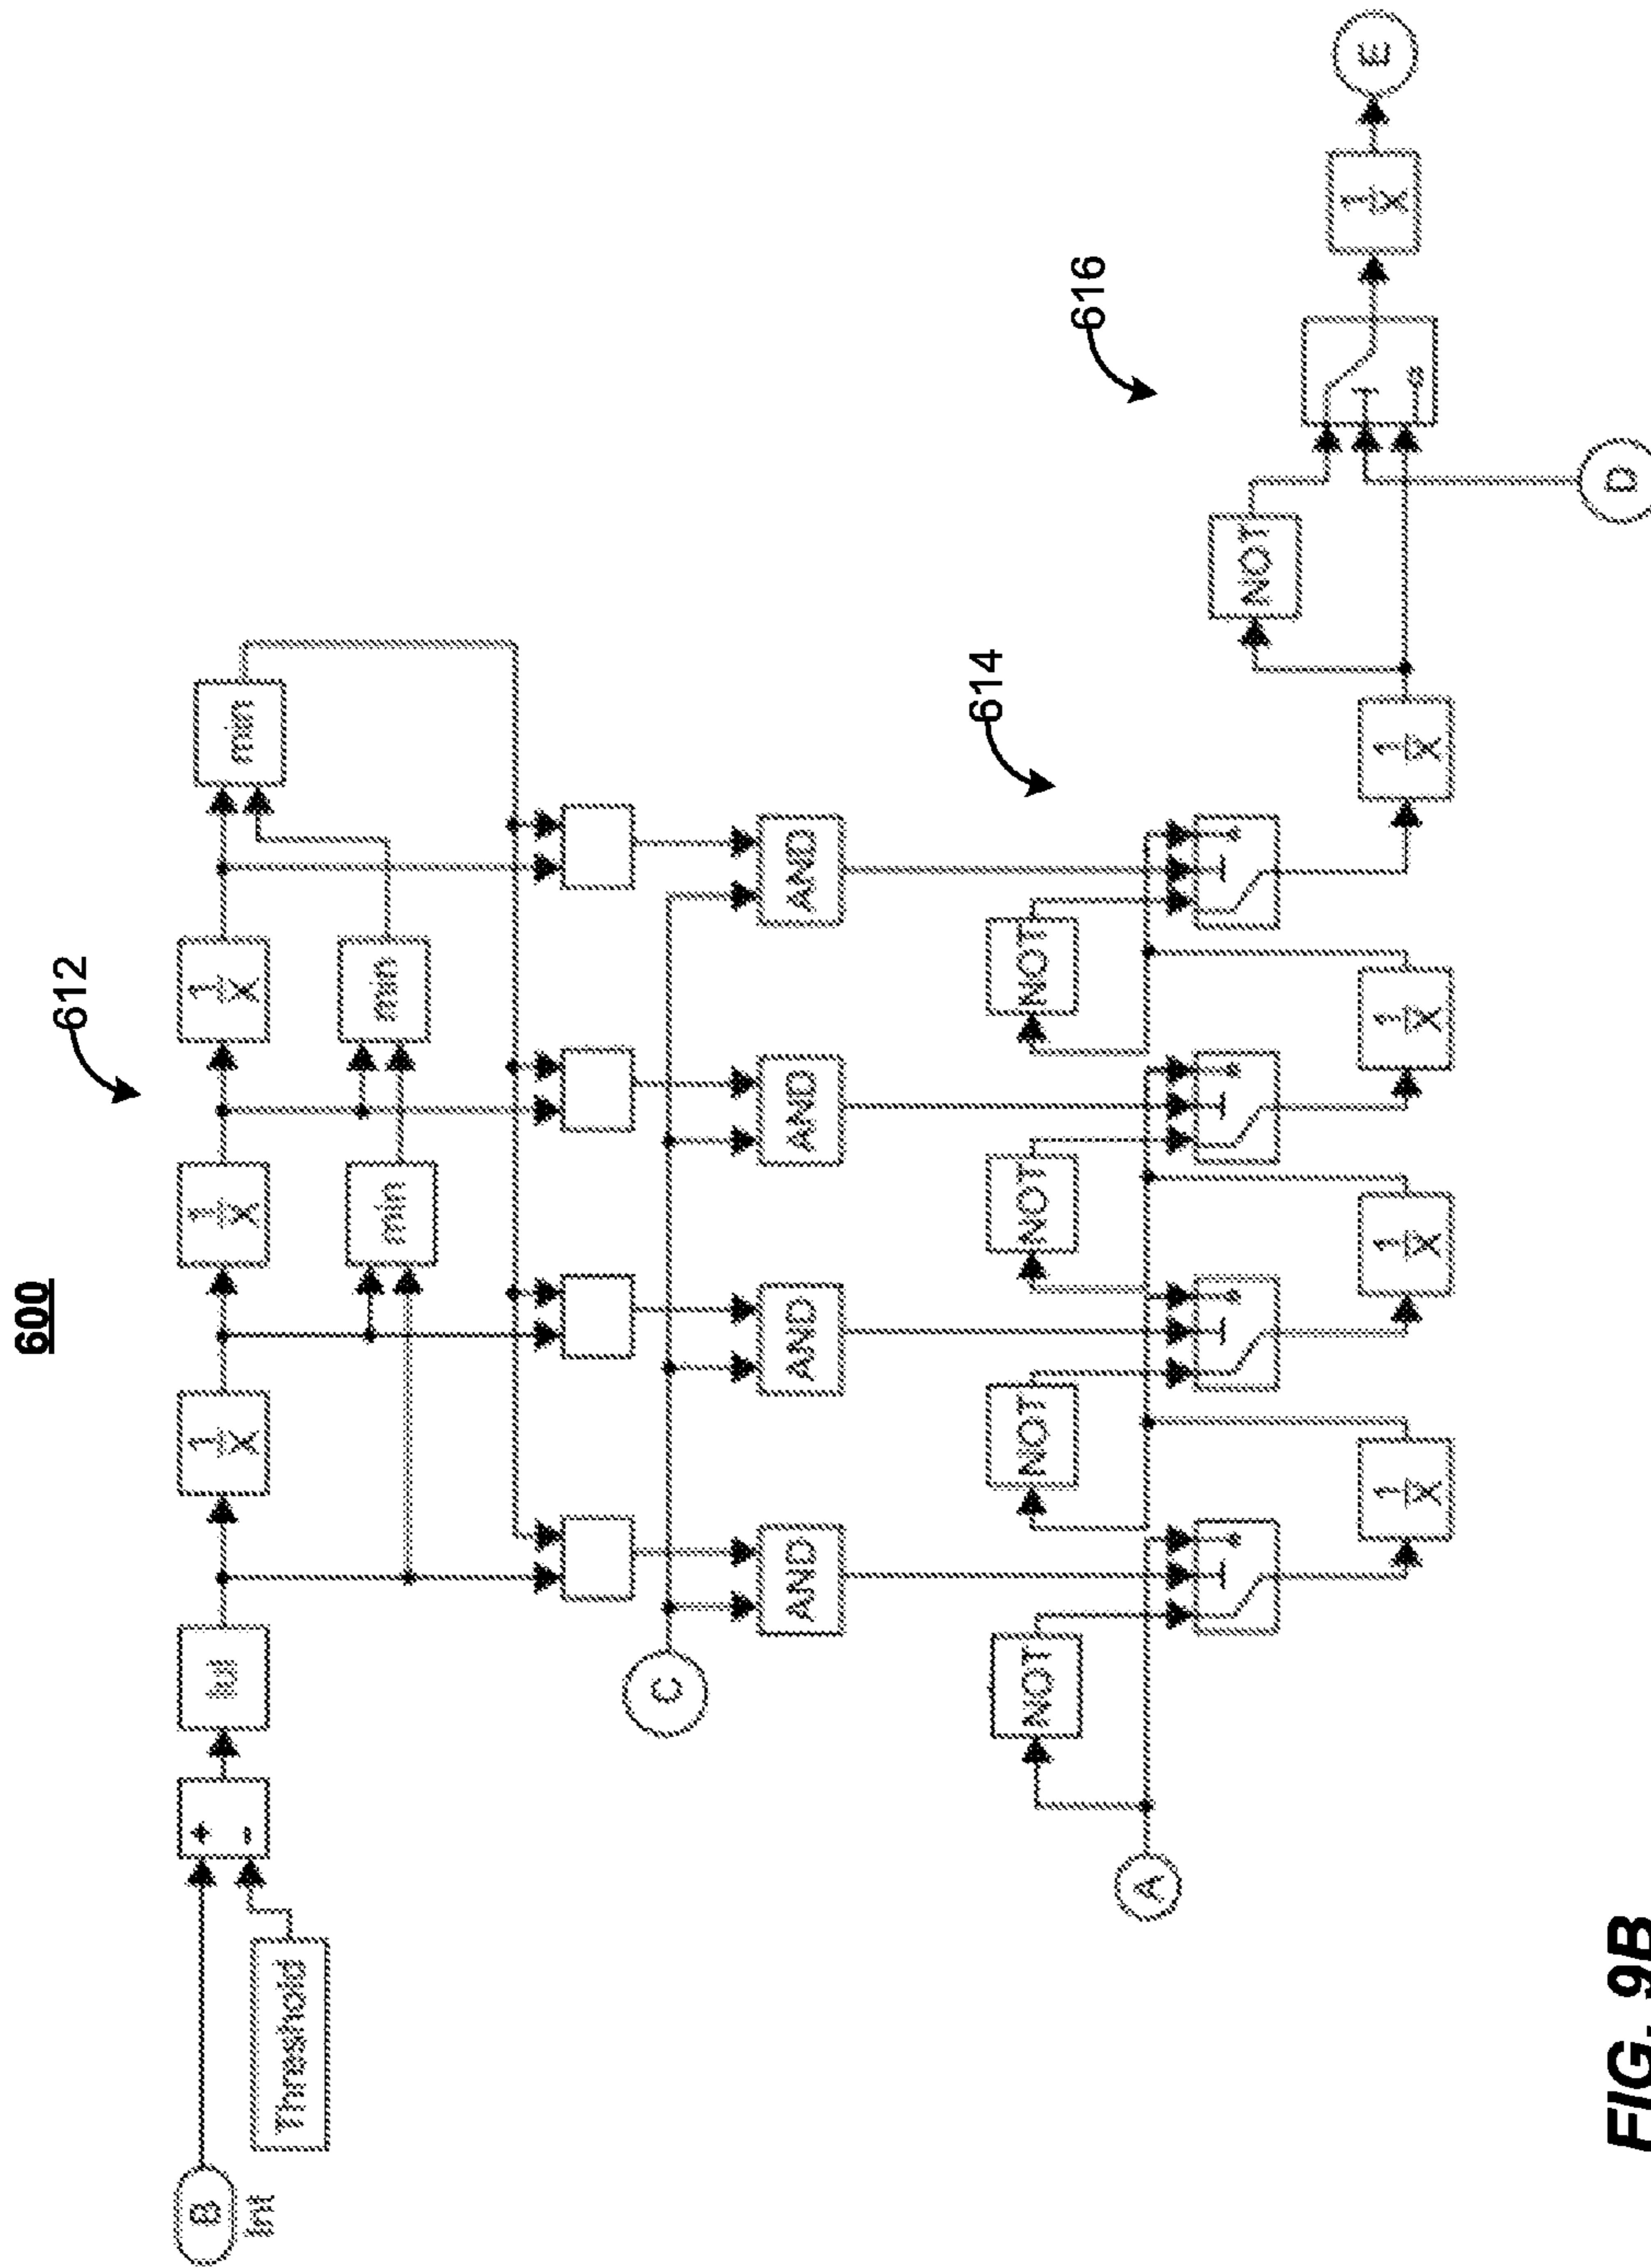 600
612
B
Int
+
-
Threshold
|u|
1/x
1/x
1/x
min
min
min
C
AND
AND
AND
AND
614
NOT
NOT
NOT
NOT
A
1/x
1/x
1/x
1/x
616
NOT
1/x
E
D
FIG. 9B